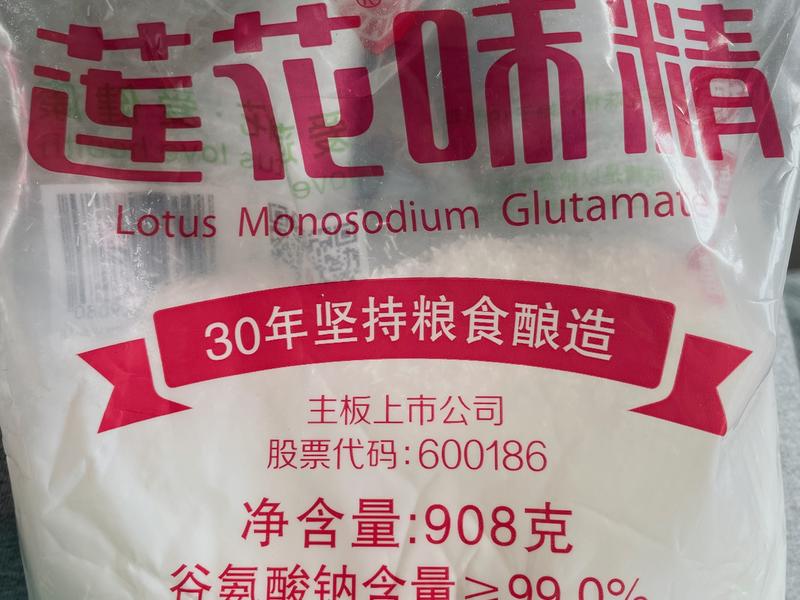 莲花味精
Lotus Monosodium Glutamate
30年坚持粮食酿造
主板上市公司
股票代码:600186
净含量:908克
谷氨酸钠含量≥99.0%